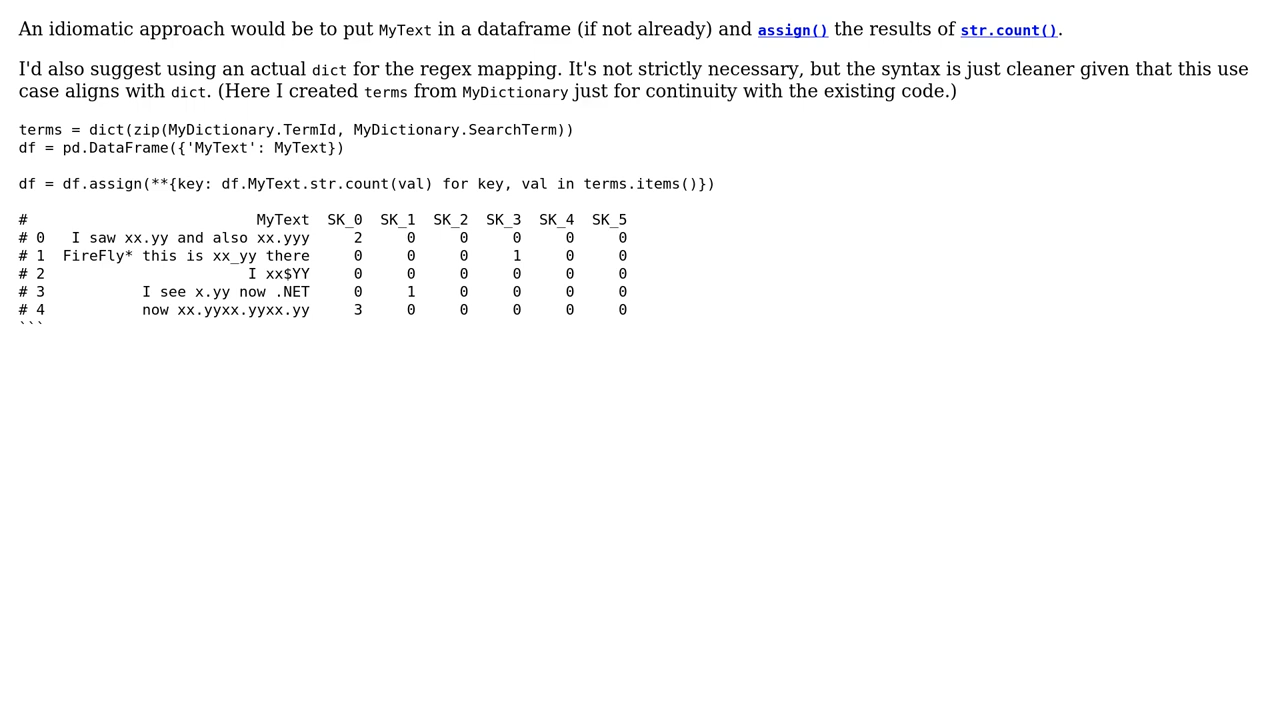 An idiomatic approach would be to put MyText in a dataframe (if not already) and assign() the results of str.count().
I'd also suggest using an actual dict for the regex mapping. It's not strictly necessary, but the syntax is just cleaner given that this use
case aligns with dict. (Here I created terms from MyDictionary just for continuity with the existing code.)
terms = dict(zip(MyDictionary.TermId, MyDictionary.SearchTerm))
df = pd.DataFrame({'MyText': MyText})
df = df.assign(**{key: df.MyText.str.count(val) for key, val in terms.items()})
#                          MyText  SK_0  SK_1  SK_2  SK_3  SK_4  SK_5
# 0   I saw xx.yy and also xx.yyy     2     0     0     0     0     0
# 1  FireFly* this is xx_yy there     0     0     0     1     0     0
# 2                       I xx$YY     0     0     0     0     0     0
# 3           I see x.yy now .NET     0     1     0     0     0     0
# 4           now xx.yyxx.yyxx.yy     3     0     0     0     0     0
```